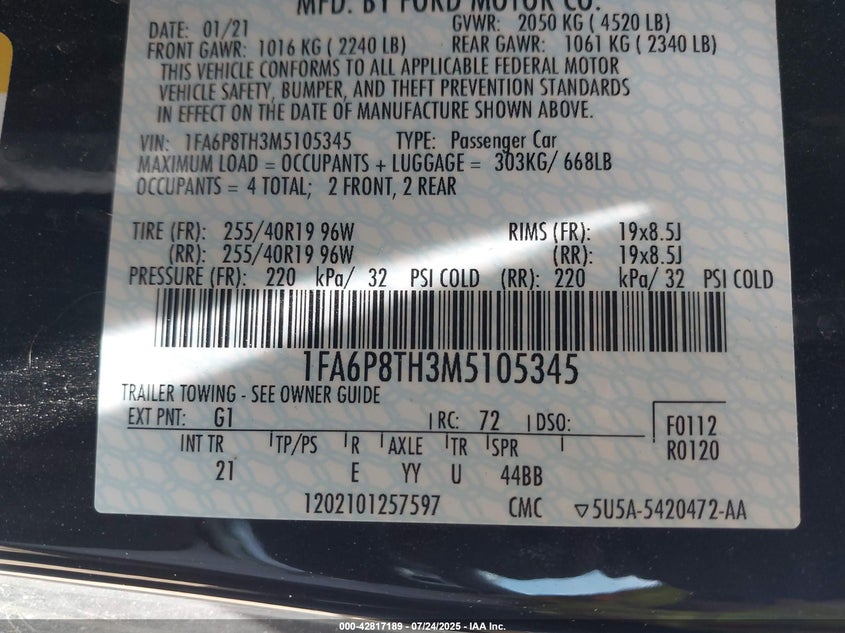 MFD. BY FORD MOTOR CO.
DATE: 01/21 GVWR: 2050 KG ( 4520 LB)
FRONT GAWR: 1016 KG ( 2240 LB) REAR GAWR: 1061 KG ( 2340 LB)
THIS VEHICLE CONFORMS TO ALL APPLICABLE FEDERAL MOTOR
VEHICLE SAFETY, BUMPER, AND THEFT PREVENTION STANDARDS
IN EFFECT ON THE DATE OF MANUFACTURE SHOWN ABOVE.
VIN: 1FA6P8TH3M5105345 TYPE: Passenger Car
MAXIMUM LOAD = OCCUPANTS + LUGGAGE = 303KG/ 668LB
OCCUPANTS = 4 TOTAL; 2 FRONT, 2 REAR
TIRE (FR): 255/40R19 96W RIMS (FR): 19x8.5J
(RR): 255/40R19 96W (RR): 19x8.5J
PRESSURE (FR): 220 kPa/ 32 PSI COLD (RR): 220 kPa/ 32 PSI COLD
1FA6P8TH3M5105345
TRAILER TOWING - SEE OWNER GUIDE
EXT PNT: G1 RC: 72 DSO: F0112
R0120
INT TR TP/PS R AXLE TR SPR
21 E YY U 44BB
1202101257597 CMC ▽5U5A-5420472-AA
000-42817189 - 07/24/2025 - IAA Inc.